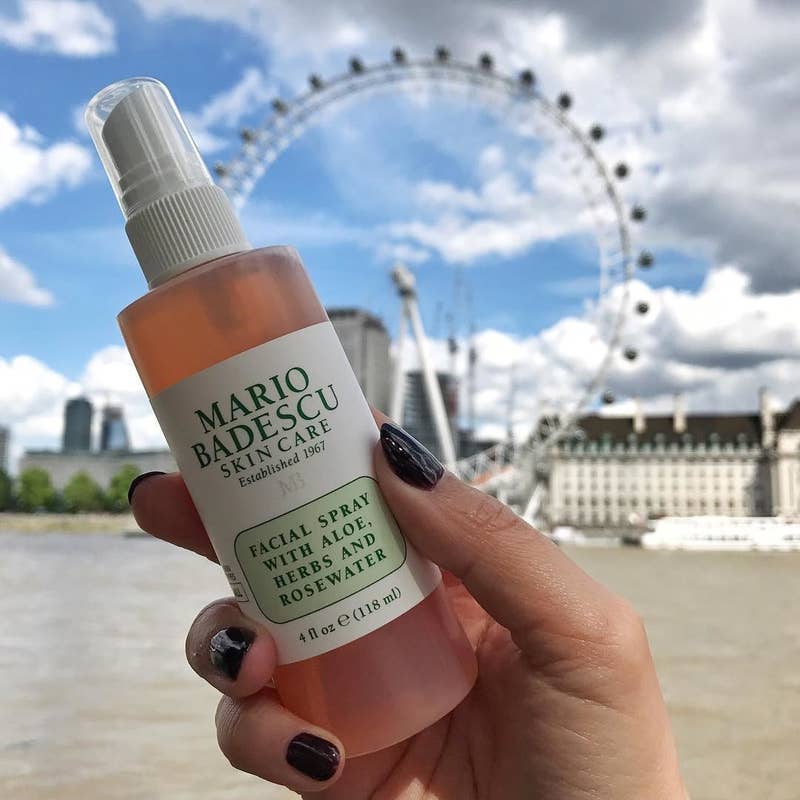 MARIO
BADESCU
SKIN CARE
Established 1967
MB
FACIAL SPRAY
WITH ALOE,
HERBS AND
ROSEWATER
4 fl oz ℮ (118 ml)